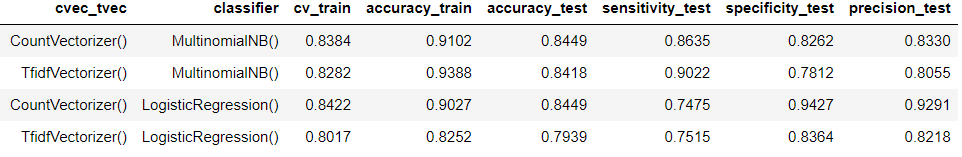 cvec_tvec classifier cv_train accuracy_train accuracy_test sensitivity_test specificity_test precision_test
CountVectorizer() MultinomialNB() 0.8384 0.9102 0.8449 0.8635 0.8262 0.8330
TfidfVectorizer() MultinomialNB() 0.8282 0.9388 0.8418 0.9022 0.7812 0.8055
CountVectorizer() LogisticRegression() 0.8422 0.9027 0.8449 0.7475 0.9427 0.9291
TfidfVectorizer() LogisticRegression() 0.8017 0.8252 0.7939 0.7515 0.8364 0.8218